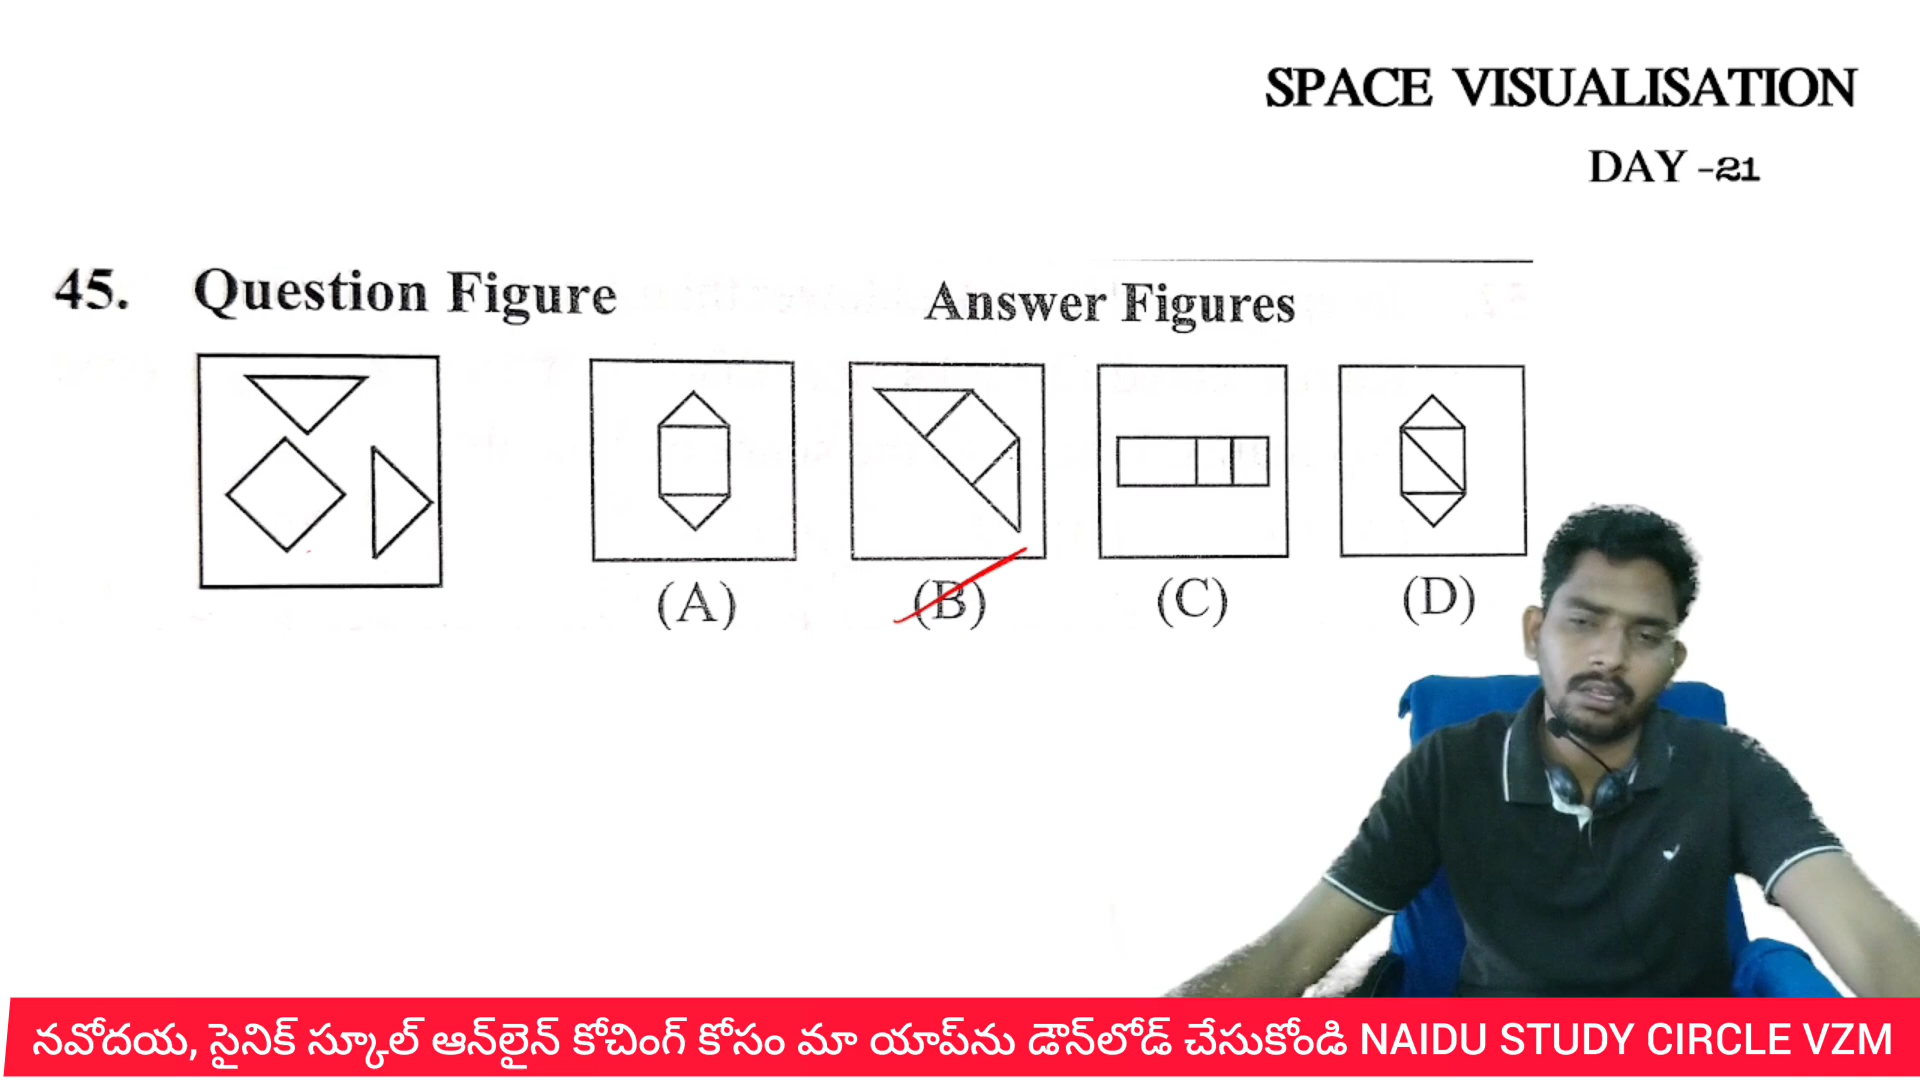 SPACE VISUALISATION
DAY -21
45. Question Figure Answer Figures
(A) (B) (C) (D)
నవోదయ, సైనిక్ స్కూల్ ఆన్‌లైన్ కోచింగ్ కోసం మా యాప్‌ను డౌన్‌లోడ్ చేసుకోండి NAIDU STUDY CIRCLE VZM